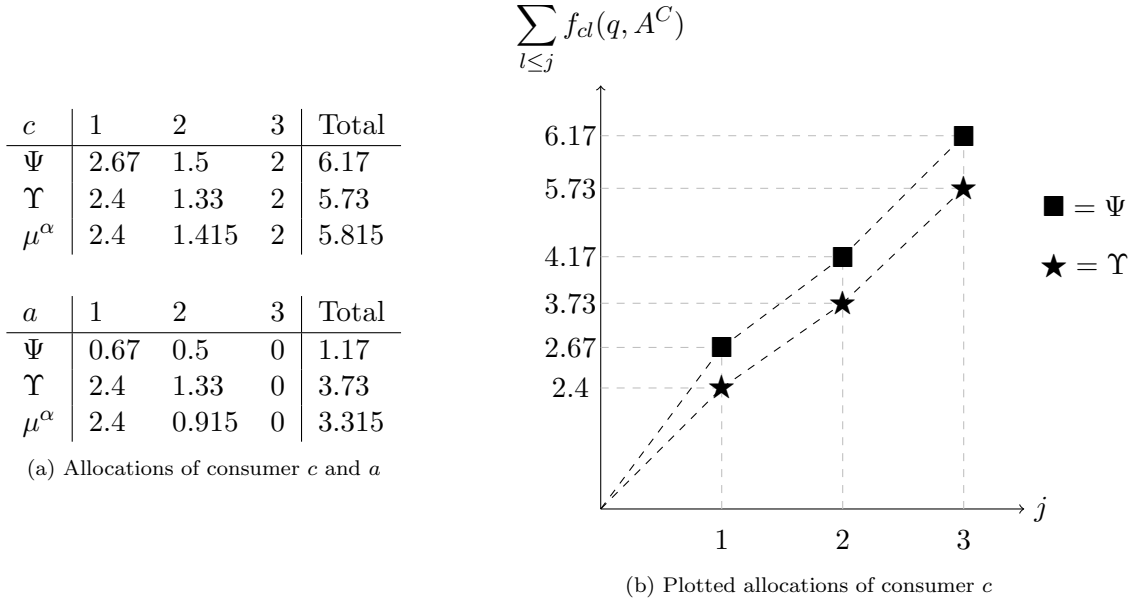 c 1 2 3 Total
Ψ 2.67 1.5 2 6.17
Υ 2.4 1.33 2 5.73
μ^α 2.4 1.415 2 5.815
a 1 2 3 Total
Ψ 0.67 0.5 0 1.17
Υ 2.4 1.33 0 3.73
μ^α 2.4 0.915 0 3.315
(a) Allocations of consumer c and a
∑_{l≤j} f_{cl}(q, A^C)
6.17
5.73
4.17
3.73
2.67
2.4
1 2 3
j
■ = Ψ
★ = Υ
(b) Plotted allocations of consumer c